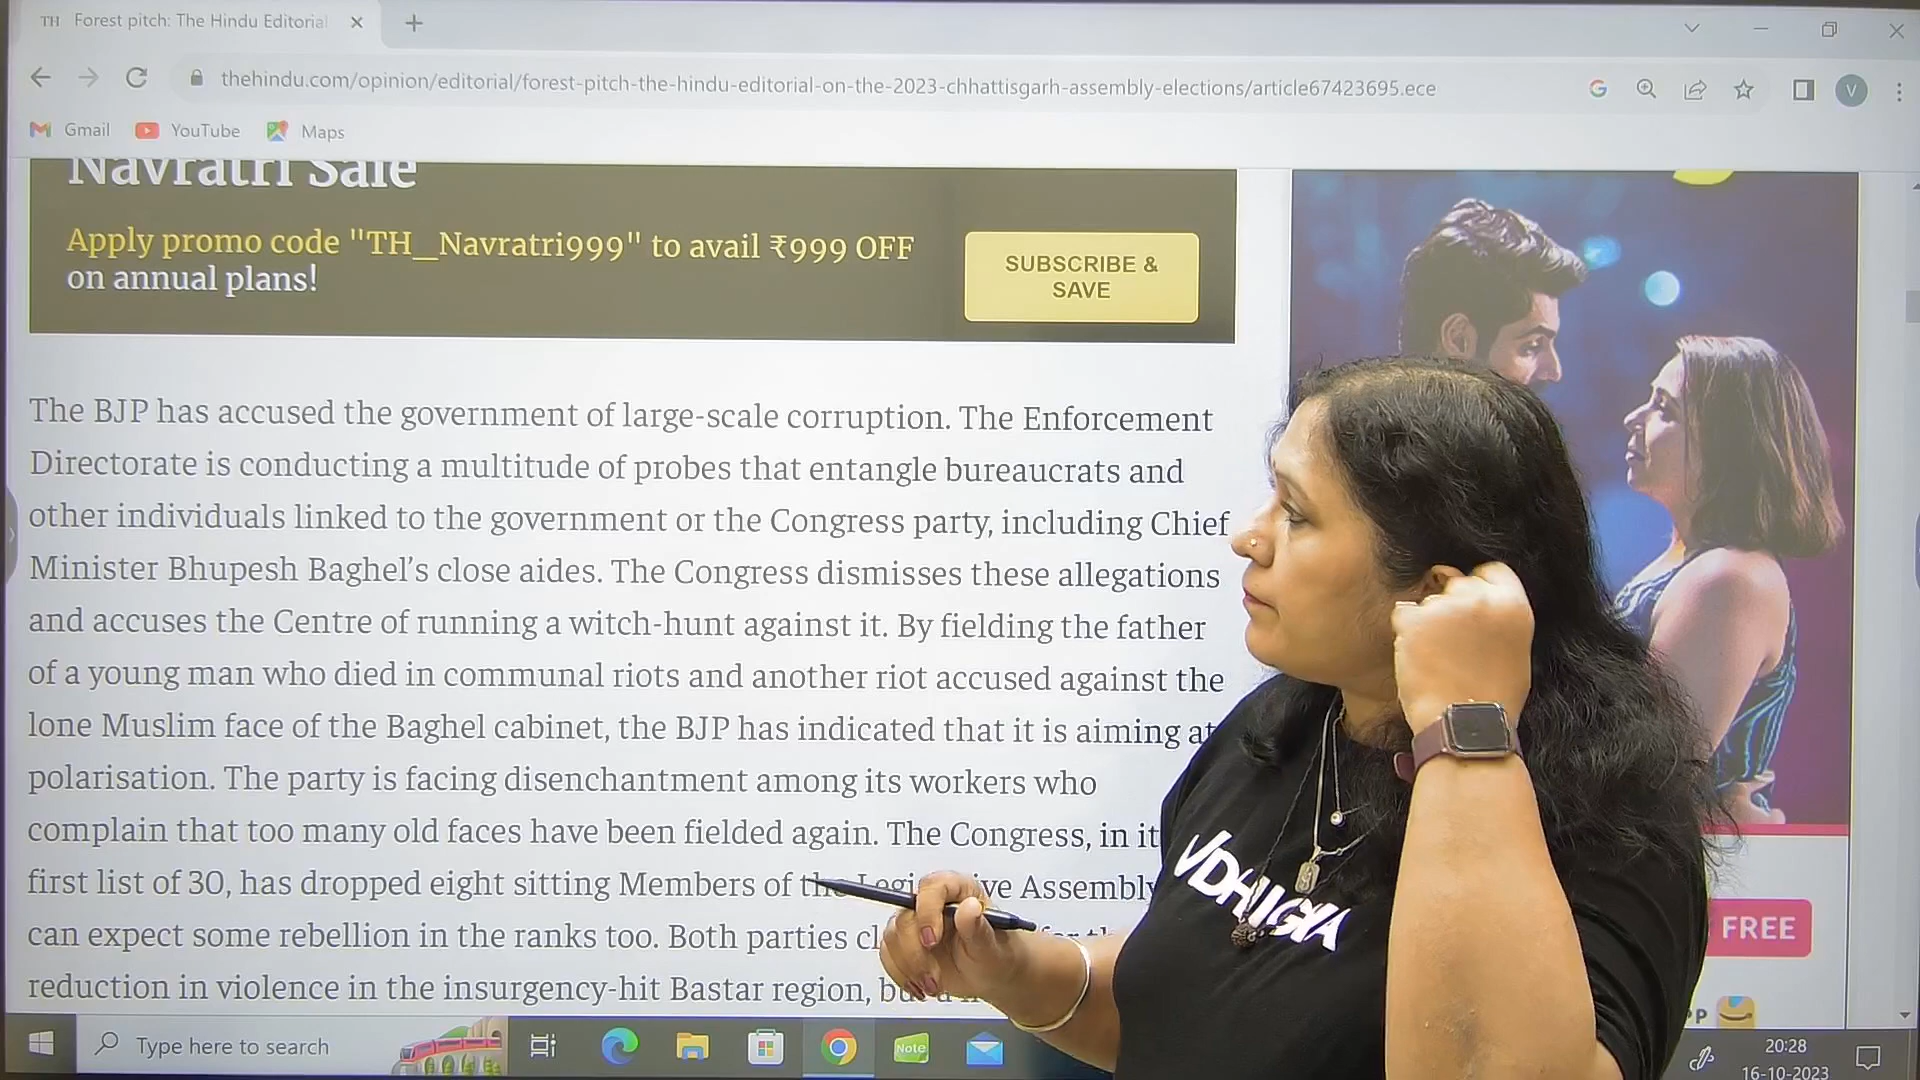 TH Forest pitch: The Hindu Editorial
thehindu.com/opinion/editorial/forest-pitch-the-hindu-editorial-on-the-2023-chhattisgarh-assembly-elections/article67423695.ece
V
Gmail YouTube Maps
Navratri Sale
Apply promo code "TH_Navratri999" to avail ₹999 OFF
on annual plans!
SUBSCRIBE &
SAVE
The BJP has accused the government of large-scale corruption. The Enforcement
Directorate is conducting a multitude of probes that entangle bureaucrats and
other individuals linked to the government or the Congress party, including Chief
Minister Bhupesh Baghel’s close aides. The Congress dismisses these allegations
and accuses the Centre of running a witch-hunt against it. By fielding the father
of a young man who died in communal riots and another riot accused against the
lone Muslim face of the Baghel cabinet, the BJP has indicated that it is aiming at
polarisation. The party is facing disenchantment among its workers who
complain that too many old faces have been fielded again. The Congress, in it
first list of 30, has dropped eight sitting Members of the Assembly
can expect some rebellion in the ranks too. Both parties
reduction in violence in the insurgency-hit Bastar region,
FREE
Type here to search
Note
20:28
16-10-2023